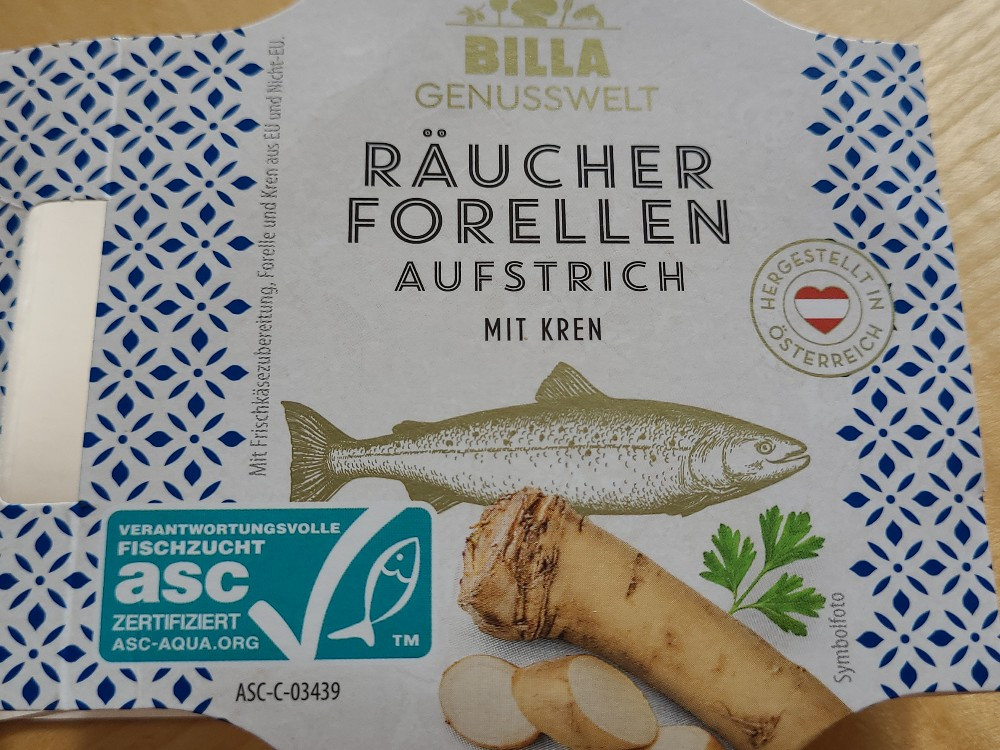 BILLA
GENUSSWELT
RÄUCHER
FORELLEN
AUFSTRICH
MIT KREN
HERGESTELLT IN
ÖSTERREICH
Mit Frischkäsezubereitung, Forelle und Kren aus EU und Nicht-EU.
VERANTWORTUNGSVOLLE
FISCHZUCHT
asc
ZERTIFIZIERT
ASC-AQUA.ORG
TM
ASC-C-03439
Symbolfoto